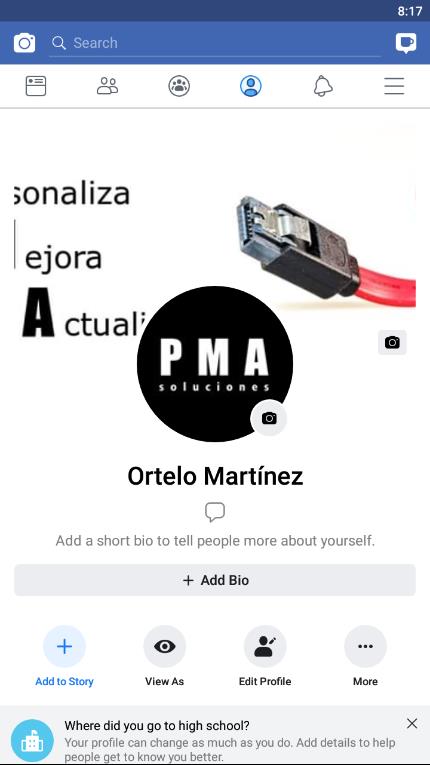 8:17
Search
sonaliza
ejora
A ctuali
PMA
soluciones
Ortelo Martínez
Add a short bio to tell people more about yourself.
+ Add Bio
Add to Story
View As
Edit Profile
More
Where did you go to high school?
Your profile can change as much as you do. Add details to help
people get to know you better.